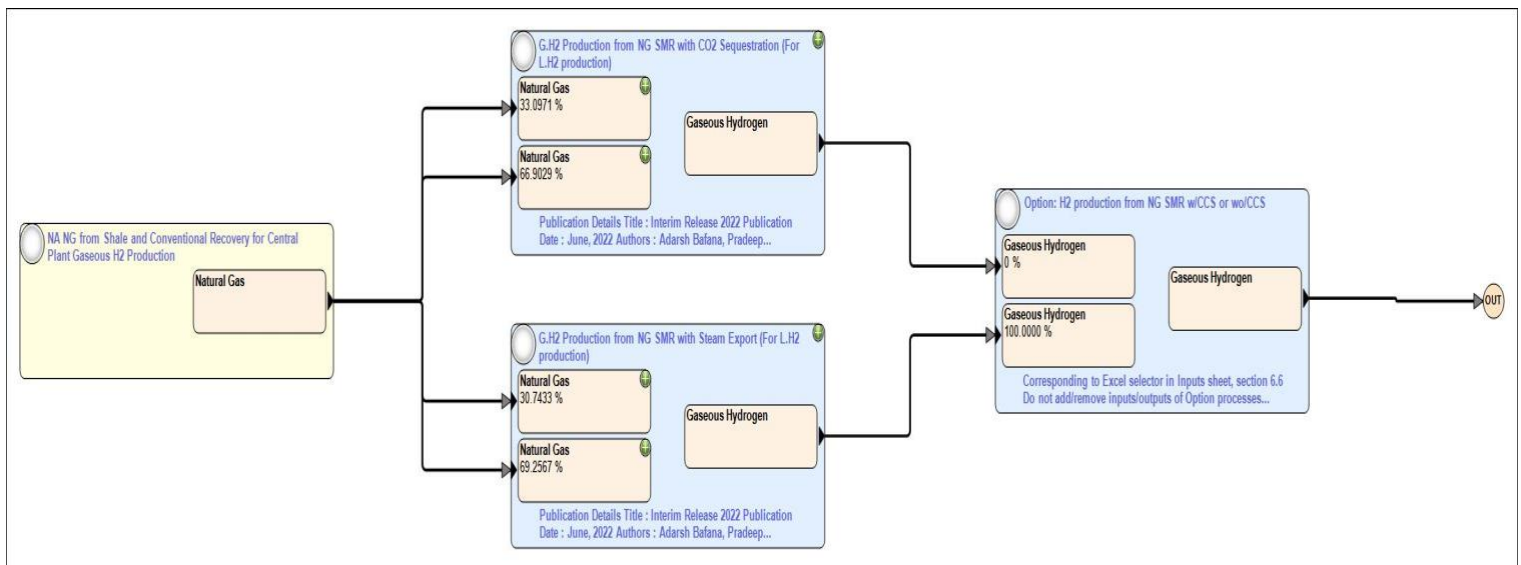 NA NG from Shale and Conventional Recovery for Central
Plant Gaseous H2 Production
Natural Gas
G.H2 Production from NG SMR with CO2 Sequestration (For
L.H2 production)
Natural Gas
33.0971 %
Natural Gas
66.9029 %
Gaseous Hydrogen
Publication Details Title : Interim Release 2022 Publication
Date : June, 2022 Authors : Adarsh Bafana, Pradeep...
G.H2 Production from NG SMR with Steam Export (For L.H2
production)
Natural Gas
30.7433 %
Natural Gas
69.2567 %
Gaseous Hydrogen
Publication Details Title : Interim Release 2022 Publication
Date : June, 2022 Authors : Adarsh Bafana, Pradeep...
Option: H2 production from NG SMR w/CCS or wo/CCS
Gaseous Hydrogen
0 %
Gaseous Hydrogen
100.0000 %
Gaseous Hydrogen
Corresponding to Excel selector in Inputs sheet, section 6.6
Do not add/remove inputs/outputs of Option processes...
OUT